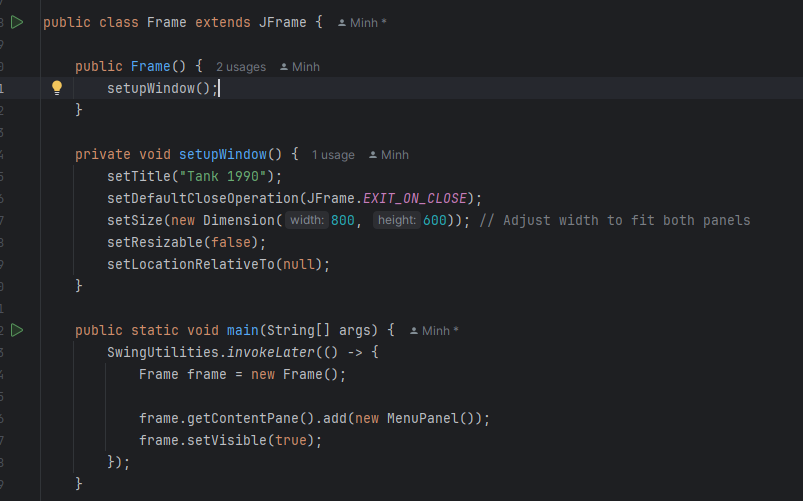 public class Frame extends JFrame { Minh *
public Frame() { 2 usages Minh
setupWindow();
}
private void setupWindow() { 1 usage Minh
setTitle("Tank 1990");
setDefaultCloseOperation(JFrame.EXIT_ON_CLOSE);
setSize(new Dimension( width: 800, height: 600)); // Adjust width to fit both panels
setResizable(false);
setLocationRelativeTo(null);
}
public static void main(String[] args) { Minh *
SwingUtilities.invokeLater(() -> {
Frame frame = new Frame();
frame.getContentPane().add(new MenuPanel());
frame.setVisible(true);
});
}